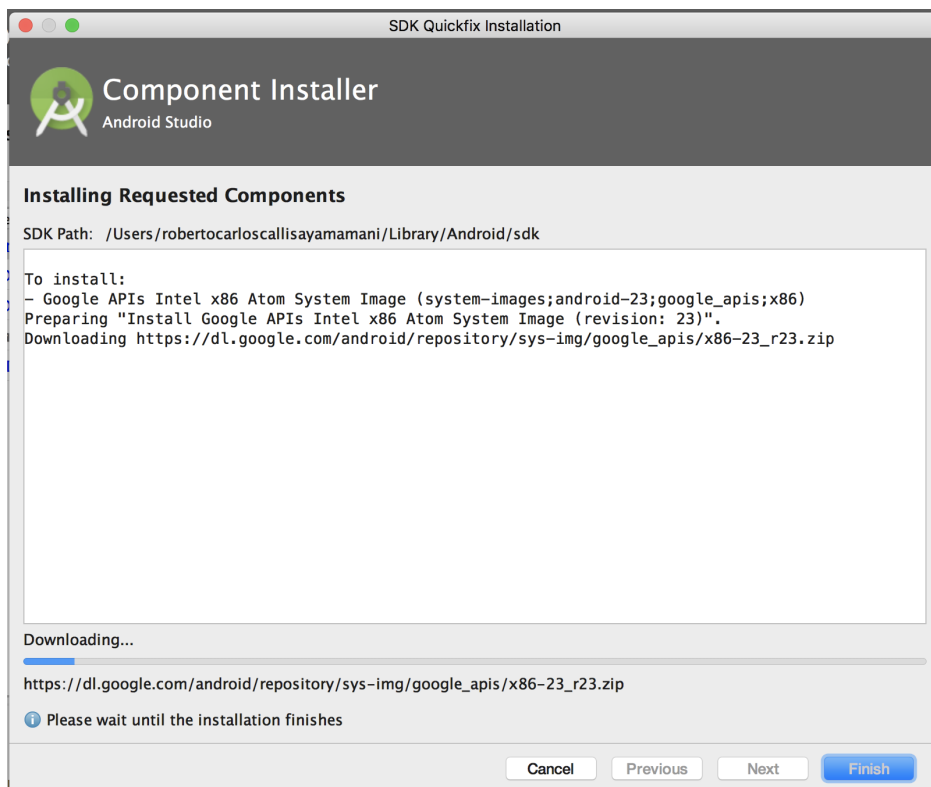 SDK Quickfix Installation
Component Installer
Android Studio
Installing Requested Components
SDK Path: /Users/robertocarloscallisayamamani/Library/Android/sdk
To install:
- Google APIs Intel x86 Atom System Image (system-images;android-23;google_apis;x86)
Preparing "Install Google APIs Intel x86 Atom System Image (revision: 23)".
Downloading https://dl.google.com/android/repository/sys-img/google_apis/x86-23_r23.zip
Downloading...
https://dl.google.com/android/repository/sys-img/google_apis/x86-23_r23.zip
Please wait until the installation finishes
Cancel Previous Next Finish